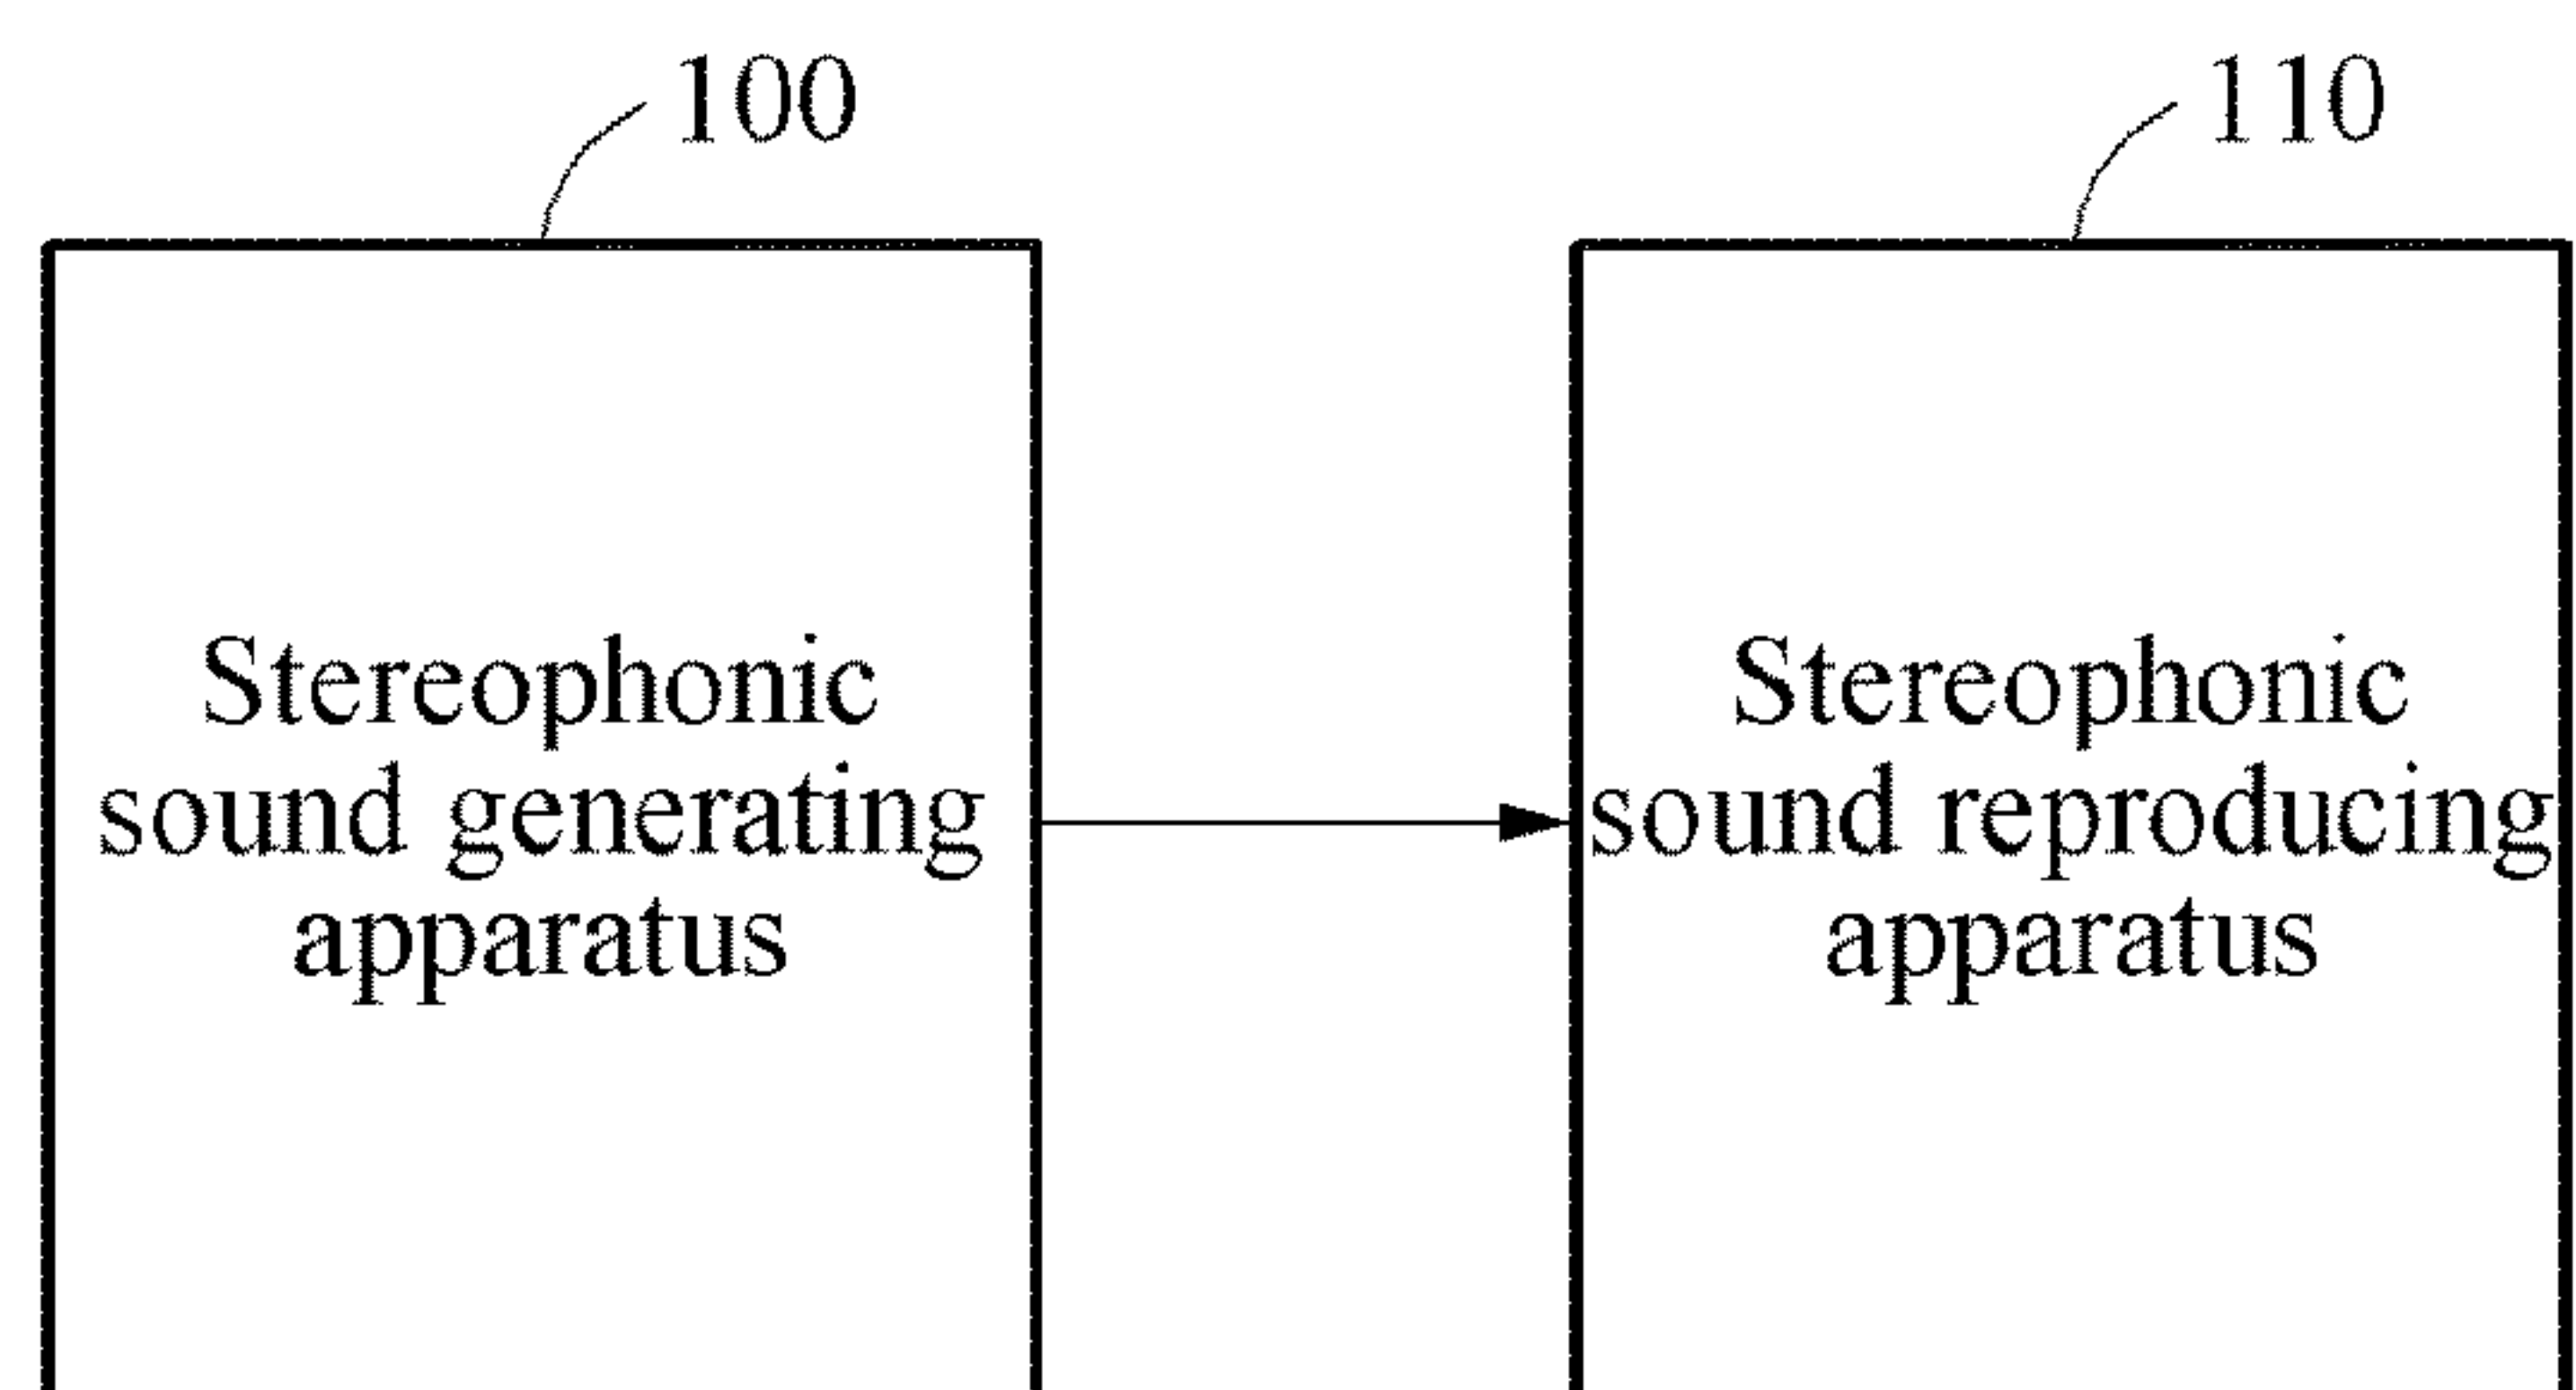 100
110
Stereophonic
sound generating
apparatus
Stereophonic
sound reproducing
apparatus